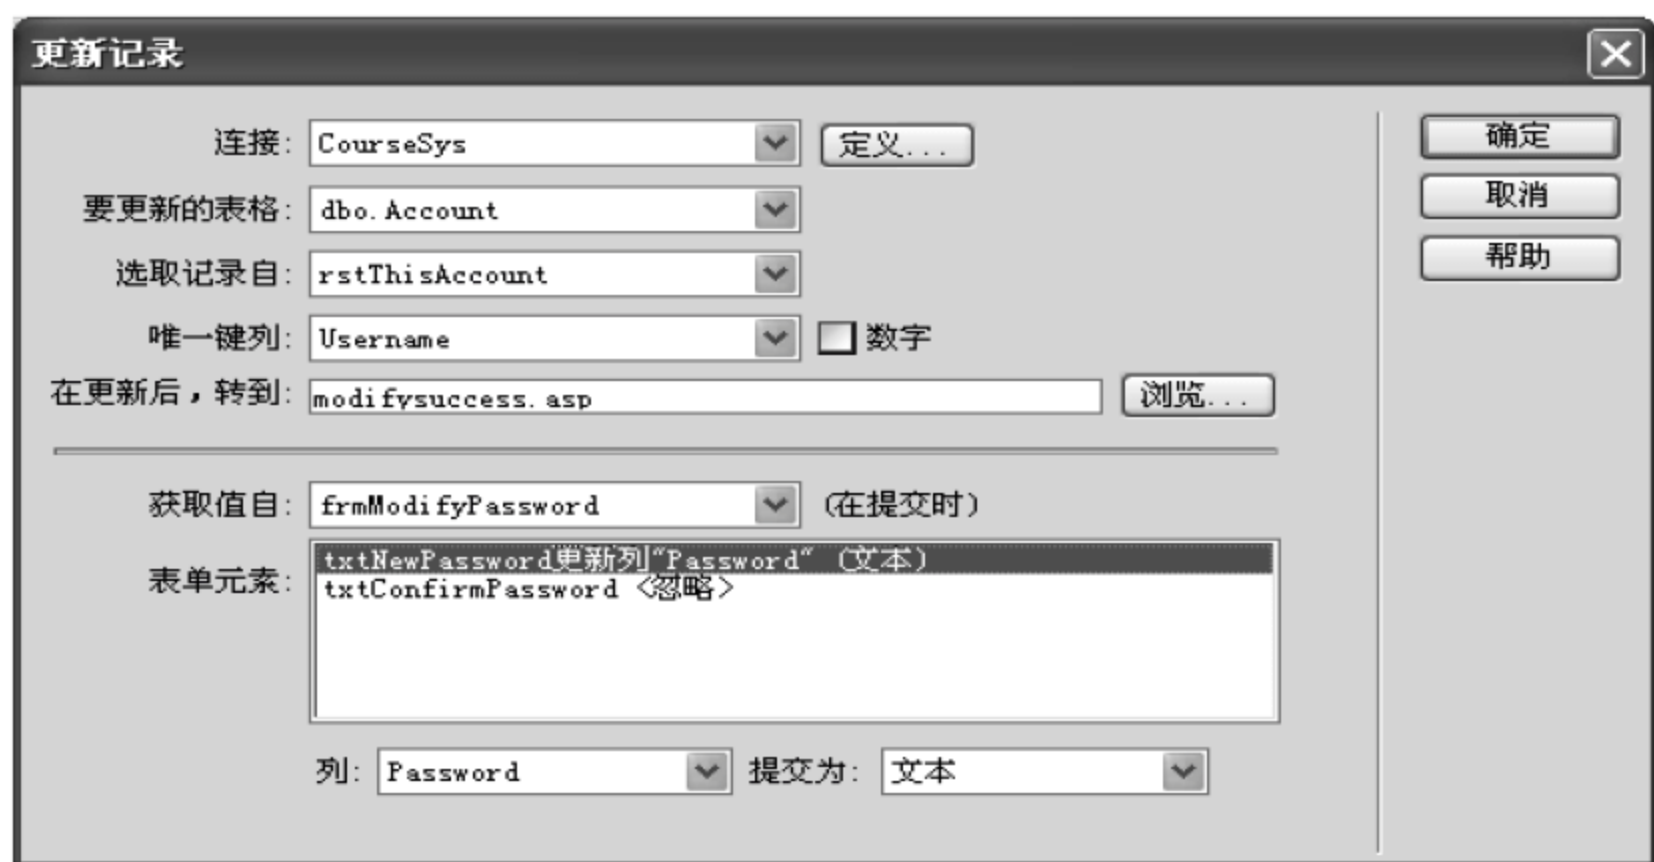 更新记录
连接: CourseSys 定义... 确定
要更新的表格: dbo.Account 取消
选取记录自: rstThisAccount 帮助
唯一键列: Username 数字
在更新后,转到: modifysuccess.asp 浏览...
获取值自: frmModifyPassword (在提交时)
表单元素: txtNewPassword更新列"Password" (文本)
txtConfirmPassword <忽略>
列: Password 提交为: 文本